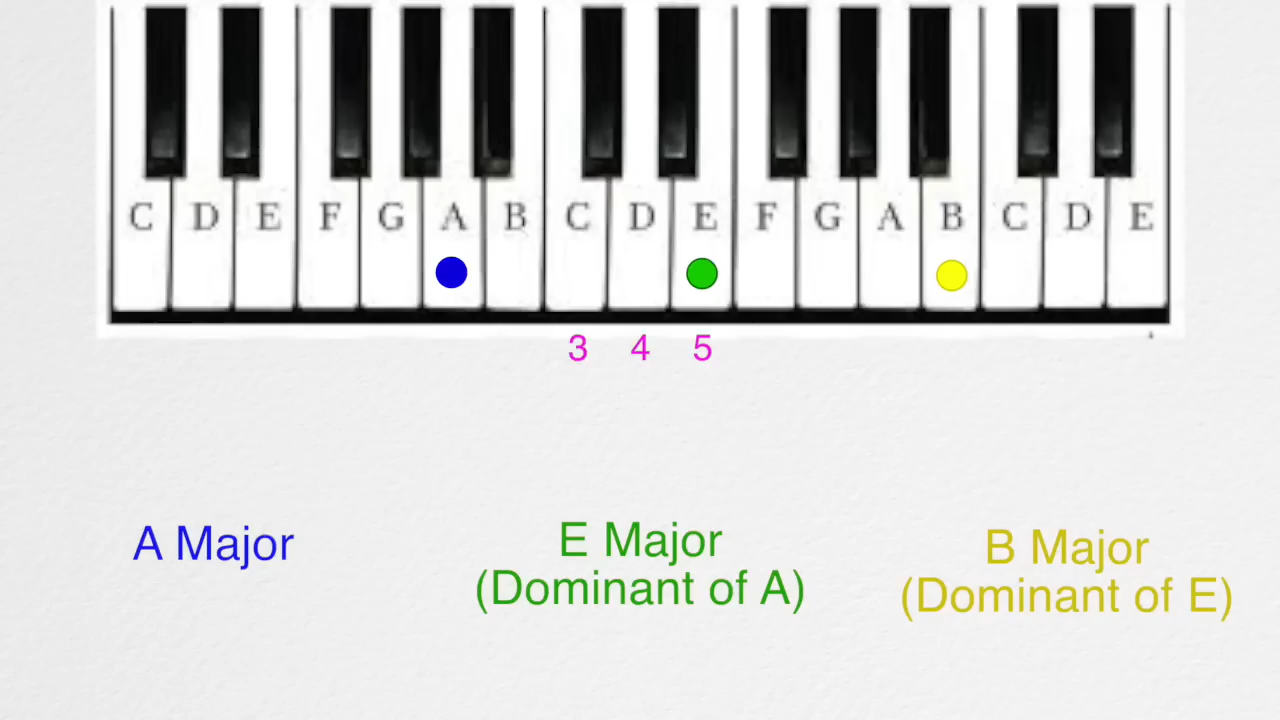 C D E F G A B C D E F G A B C D E
3 4 5
A Major
E Major
(Dominant of A)
B Major
(Dominant of E)